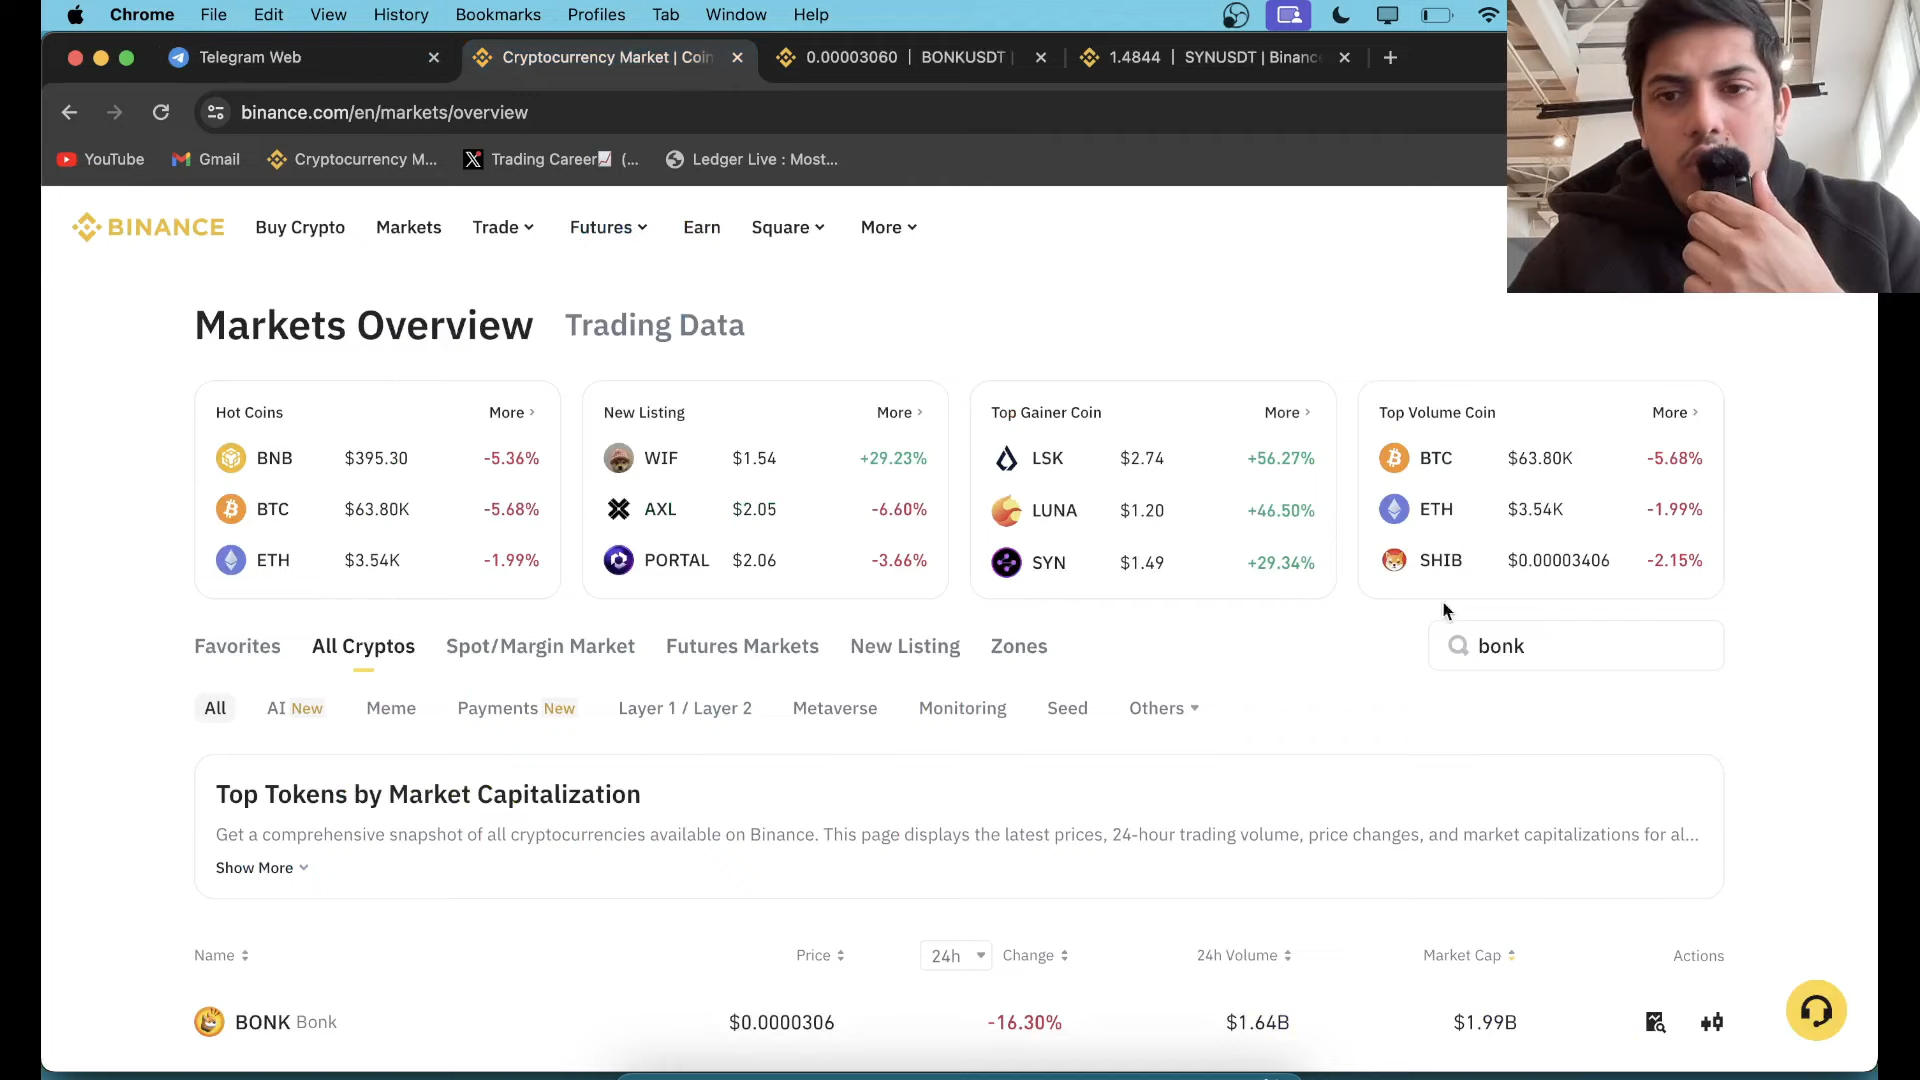 Chrome File Edit View History Bookmarks Profiles Tab Window Help
Telegram Web
Cryptocurrency Market | Coin
0.00003060 | BONKUSDT |
1.4844 | SYNUSDT | Binance
binance.com/en/markets/overview
YouTube
Gmail
Cryptocurrency M...
Trading Career (...
Ledger Live : Most...
BINANCE Buy Crypto Markets Trade Futures Earn Square More
Markets Overview Trading Data
Hot Coins More
BNB $395.30 -5.36%
BTC $63.80K -5.68%
ETH $3.54K -1.99%
New Listing More
WIF $1.54 +29.23%
AXL $2.05 -6.60%
PORTAL $2.06 -3.66%
Top Gainer Coin More
LSK $2.74 +56.27%
LUNA $1.20 +46.50%
SYN $1.49 +29.34%
Top Volume Coin More
BTC $63.80K -5.68%
ETH $3.54K -1.99%
SHIB $0.00003406 -2.15%
Favorites All Cryptos Spot/Margin Market Futures Markets New Listing Zones
bonk
All AI New Meme Payments New Layer 1 / Layer 2 Metaverse Monitoring Seed Others
Top Tokens by Market Capitalization
Get a comprehensive snapshot of all cryptocurrencies available on Binance. This page displays the latest prices, 24-hour trading volume, price changes, and market capitalizations for al...
Show More
Name Price 24h Change 24h Volume Market Cap Actions
BONK Bonk $0.0000306 -16.30% $1.64B $1.99B